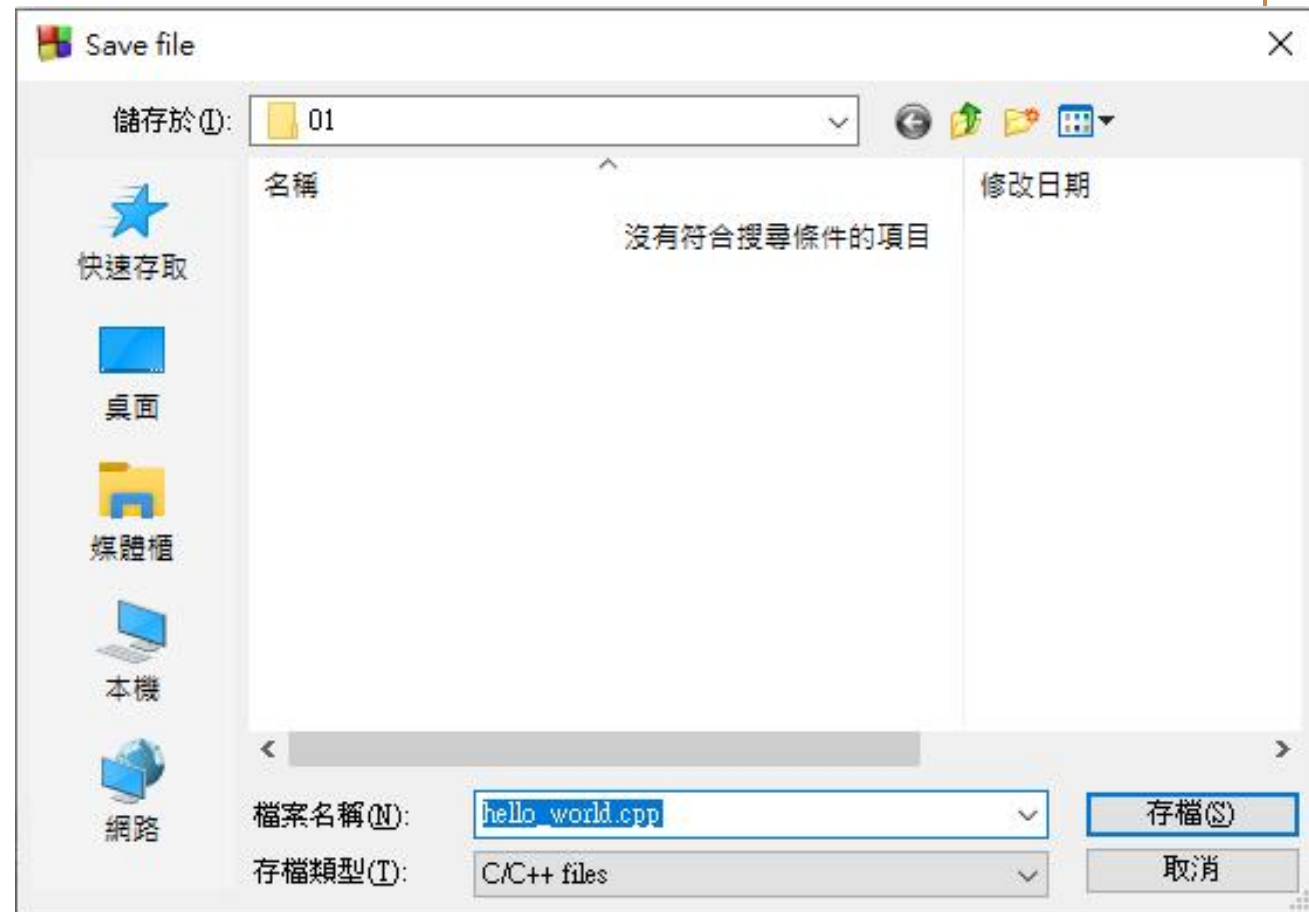 Save file
儲存於(I):
01
名稱
修改日期
沒有符合搜尋條件的項目
快速存取
桌面
媒體櫃
本機
網路
檔案名稱(N):
hello_world.cpp
存檔(S)
存檔類型(T):
C/C++ files
取消